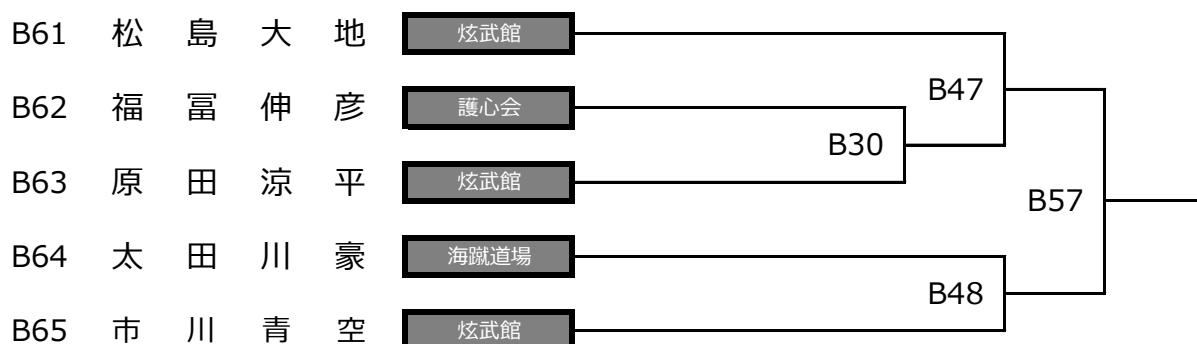 B61 松島大地 炫武館
B47
B62 福冨伸彦 護心会
B30
B63 原田涼平 炫武館
B57
B64 太田川豪 海蹴道場
B48
B65 市川青空 炫武館